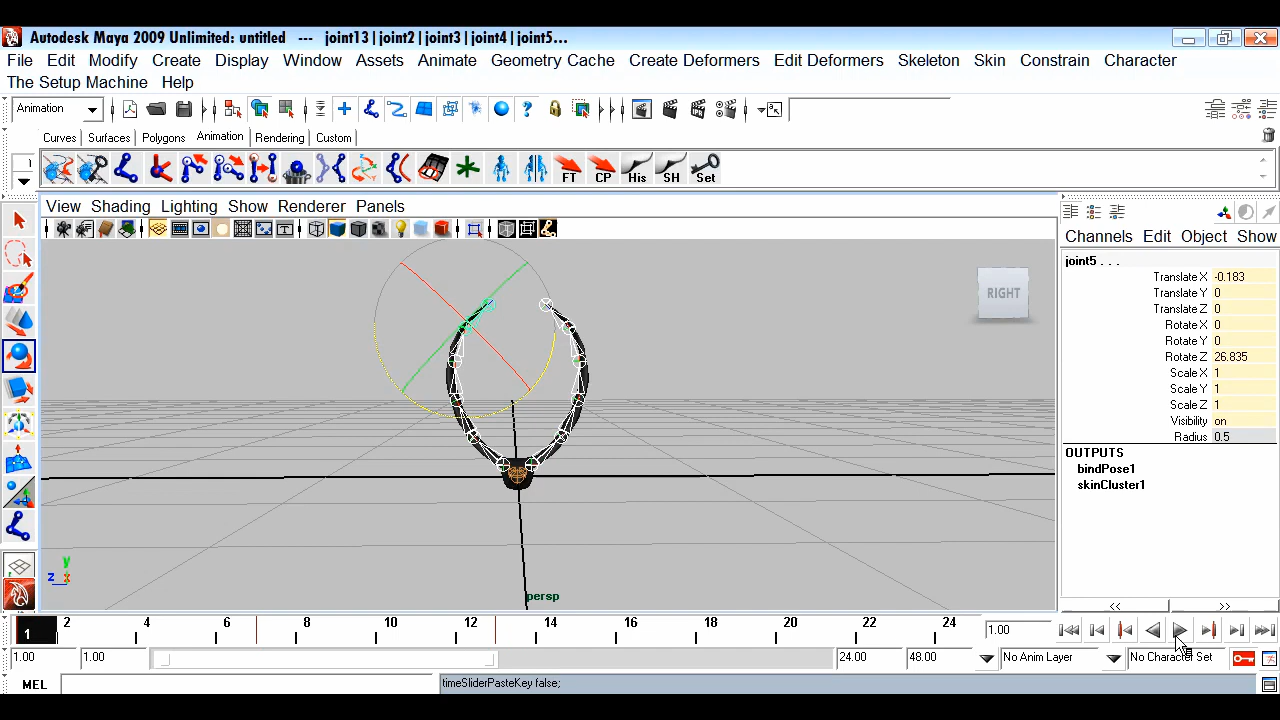 Autodesk Maya 2009 Unlimited: untitled --- joint13|joint2|joint3|joint4|joint5...
File Edit Modify Create Display Window Assets Animate Geometry Cache Create Deformers Edit Deformers Skeleton Skin Constrain Character
The Setup Machine Help
Animation
Curves Surfaces Polygons Animation Rendering Custom
FT CP His SH Set
View Shading Lighting Show Renderer Panels
Channels Edit Object Show
joint5 . . .
Translate X -0.183
Translate Y 0
Translate Z 0
Rotate X 0
Rotate Y 0
Rotate Z 26.835
Scale X 1
Scale Y 1
Scale Z 1
Visibility on
Radius 0.5
OUTPUTS
bindPose1
skinCluster1
RIGHT
y
z x
persp
<< >>
1 2 4 6 8 10 12 14 16 18 20 22 24 1.00
1.00 1.00 24.00 48.00 No Anim Layer No Character Set
MEL timeSliderPasteKey false;